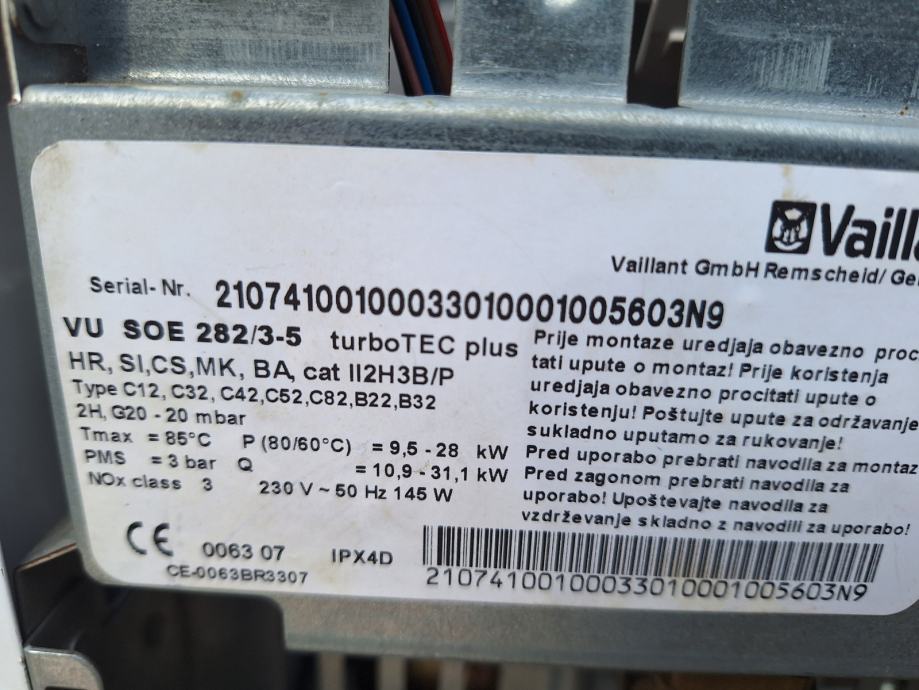 Vaill
Vaillant GmbH Remscheid/ Ge
Serial- Nr. 21074100100033010001005603N9
VU SOE 282/3-5 turboTEC plus
HR, SI,CS,MK, BA, cat II2H3B/P
Type C12, C32, C42,C52,C82,B22,B32
2H, G20 - 20 mbar
Tmax = 85°C P (80/60°C) = 9,5 - 28 kW
PMS = 3 bar Q = 10,9 - 31,1 kW
NOx class 3 230 V ~ 50 Hz 145 W
Prije montaze uredjaja obavezno proc
tati upute o montaz! Prije koristenja
uredjaja obavezno procitati upute o
koristenju! Poštujte upute za održavanje
sukladno uputamo za rukovanje!
Pred uporabo prebrati navodila za montaz
Pred zagonom prebrati navodila za
uporabo! Upoštevajte navodila za
vzdrževanje skladno z navodili za uporabo!
CE 0063 07 IPX4D
CE-0063BR3307
21074100100033010001005603N9